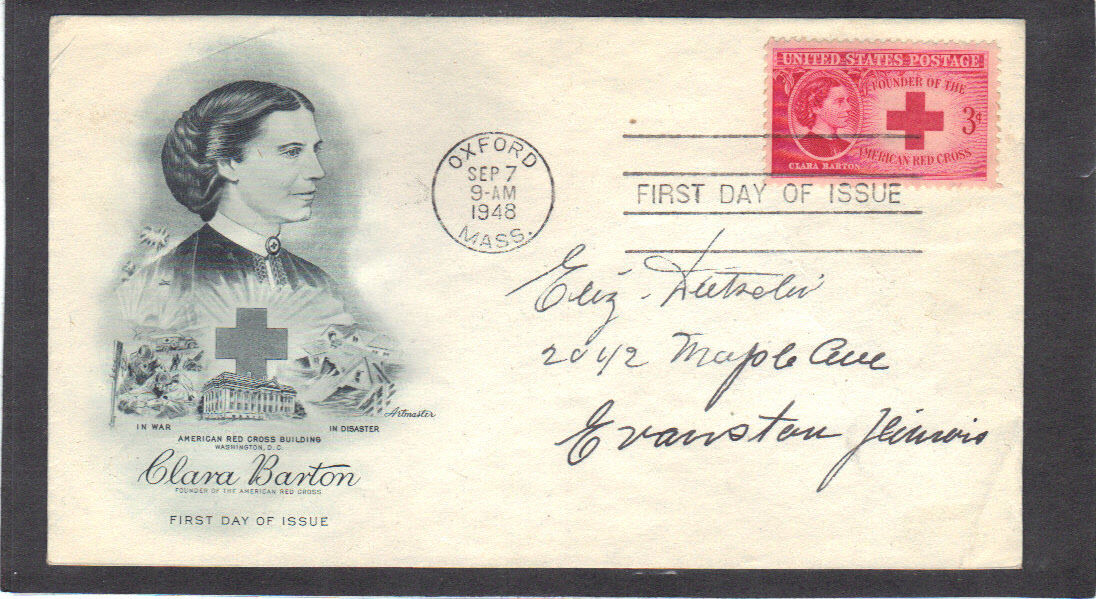 UNITED STATES POSTAGE
FOUNDER OF THE
3¢
AMERICAN RED CROSS
CLARA BARTON
OXFORD
SEP 7
9-AM
1948
MASS.
FIRST DAY OF ISSUE
Eliz.
2042 Maple Ave
Evanston Illinois
Artmaster
IN WAR
IN DISASTER
AMERICAN RED CROSS BUILDING
WASHINGTON, D.C.
Clara Barton
FOUNDER OF THE AMERICAN RED CROSS
FIRST DAY OF ISSUE